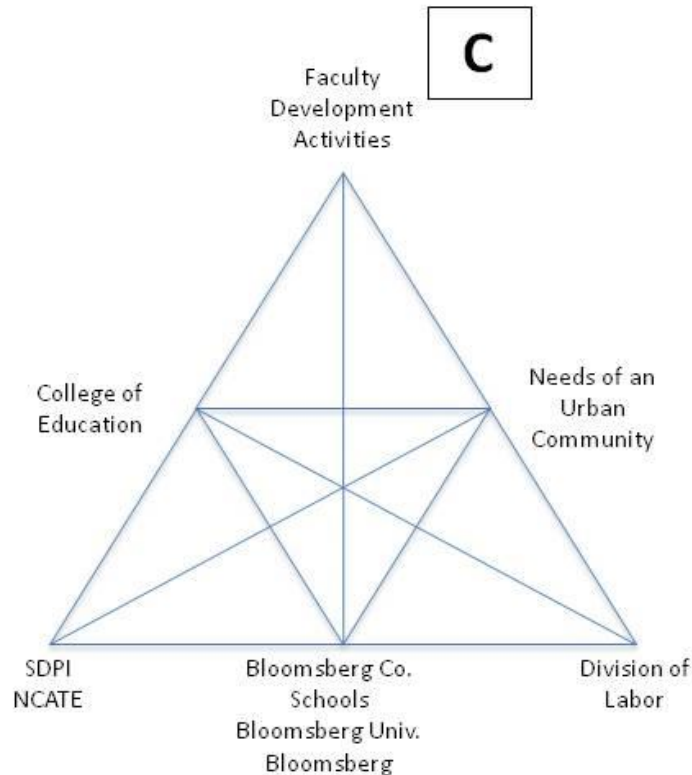 C
Faculty
Development
Activities
College of
Education
Needs of an
Urban
Community
SDPI
NCATE
Bloomsberg Co.
Schools
Bloomsberg Univ.
Bloomsberg
Division of
Labor